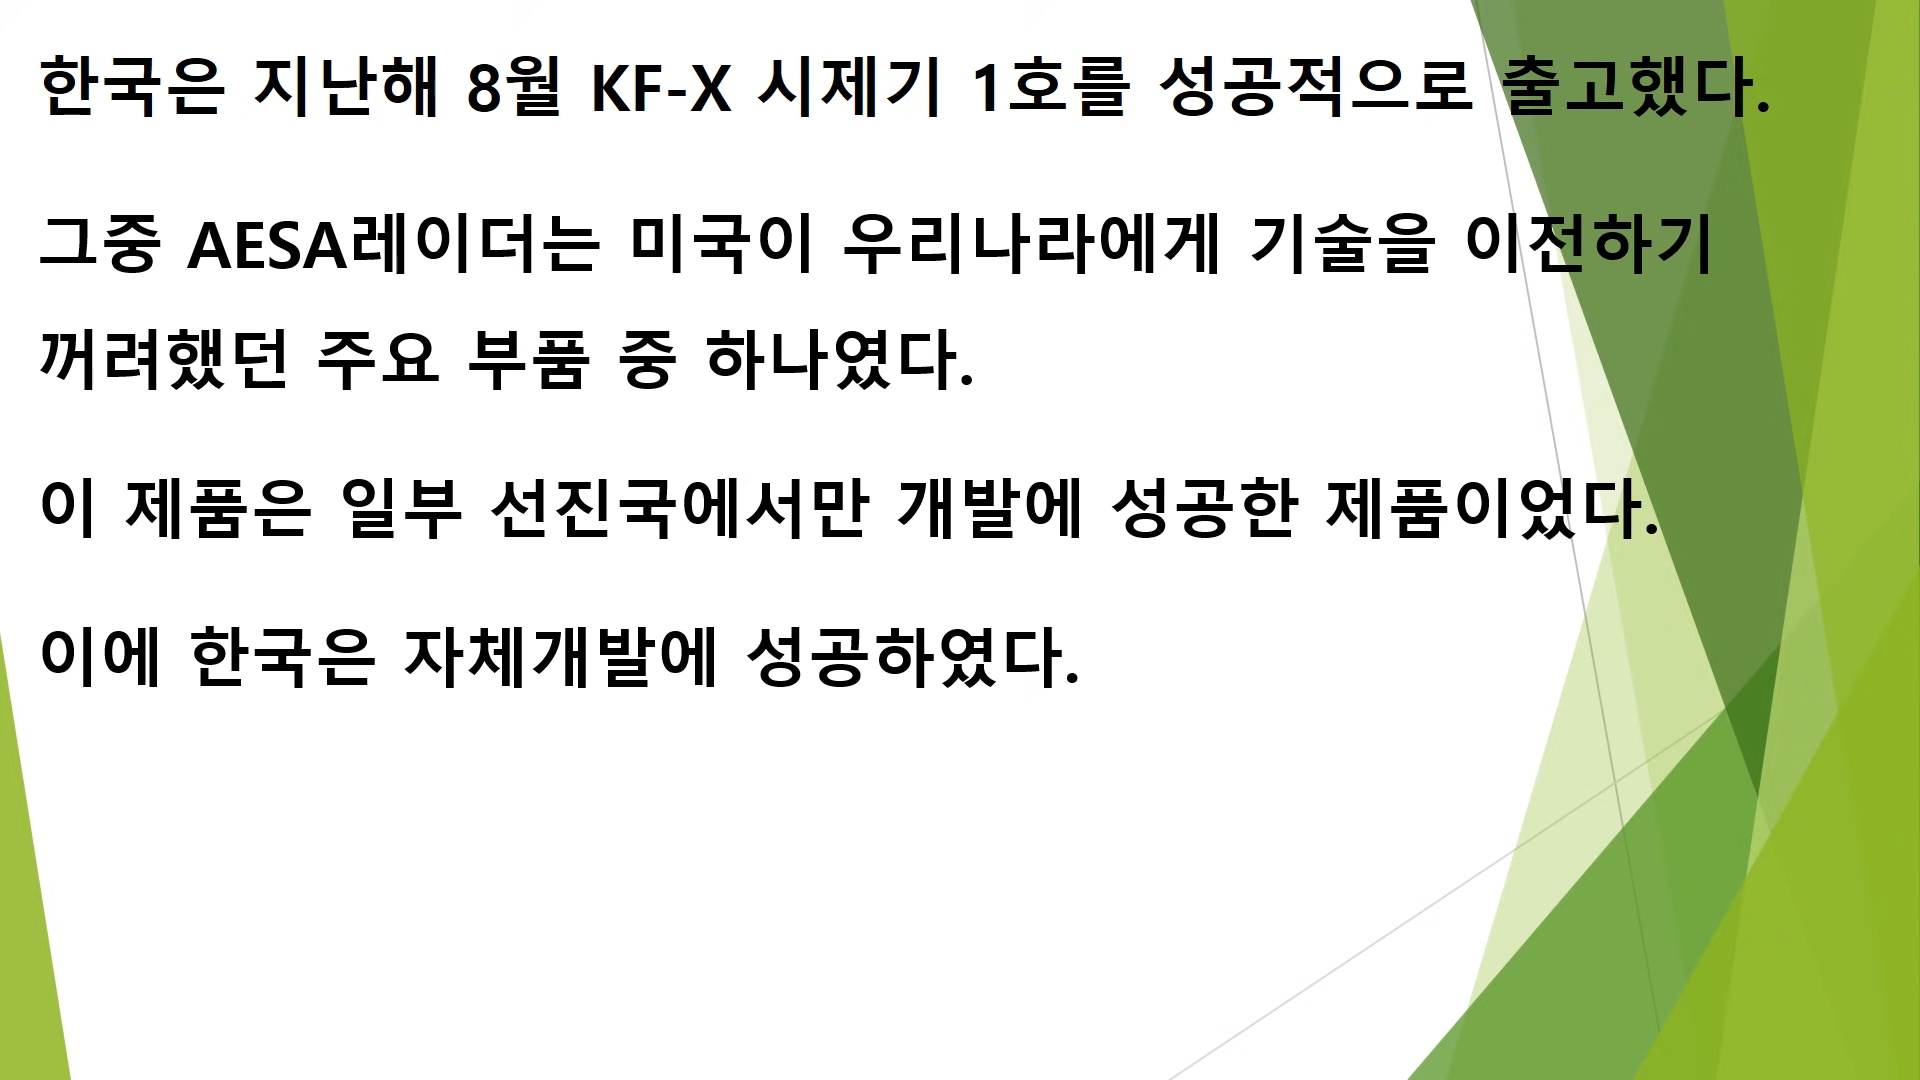 한국은 지난해 8월 KF-X 시제기 1호를 성공적으로 출고했다.
그중 AESA레이더는 미국이 우리나라에게 기술을 이전하기
꺼려했던 주요 부품 중 하나였다.
이 제품은 일부 선진국에서만 개발에 성공한 제품이었다.
이에 한국은 자체개발에 성공하였다.